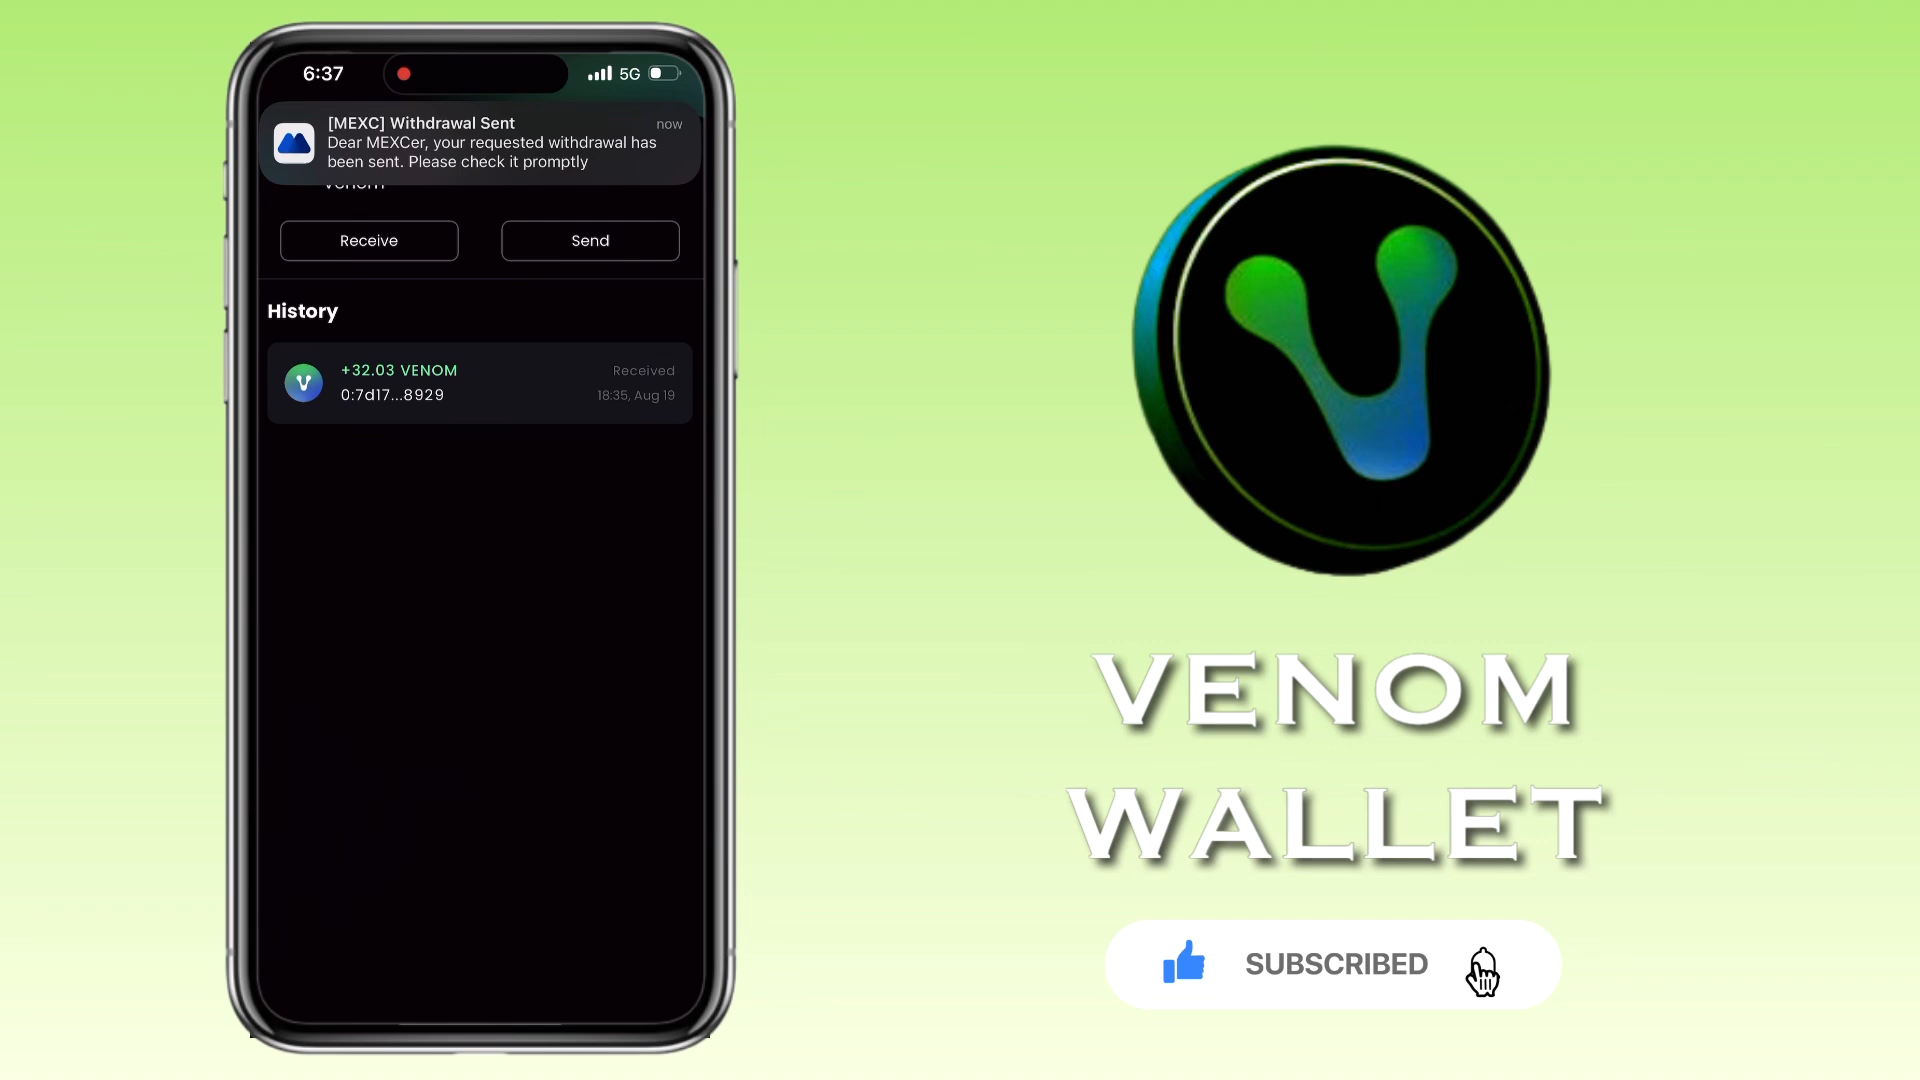 6:37
5G
[MEXC] Withdrawal Sent
now
Dear MEXCer, your requested withdrawal has
been sent. Please check it promptly
Venom
Receive
Send
History
+32.03 VENOM
Received
0:7d17...8929
18:35, Aug 19
VENOM
WALLET
SUBSCRIBED